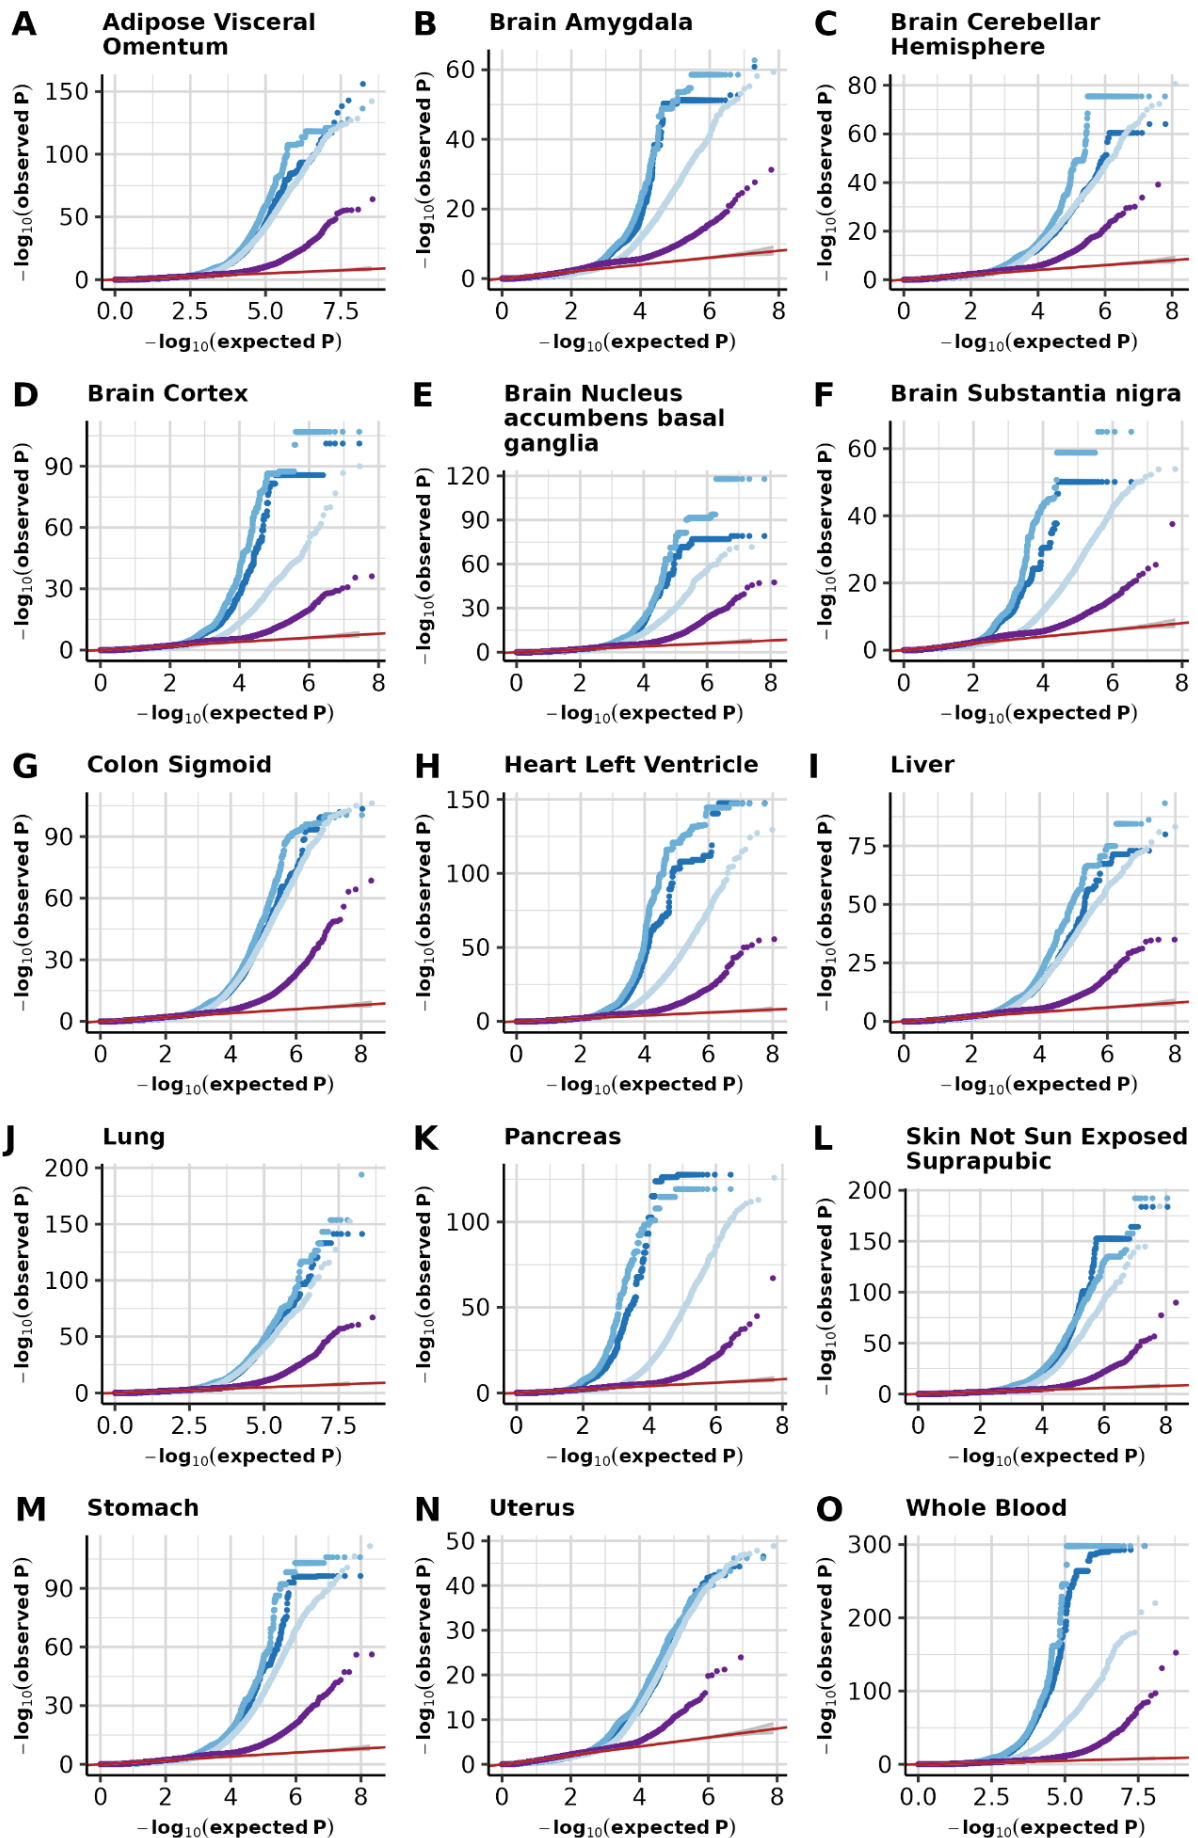 A
Adipose Visceral
Omentum
−log10(observed P)
150
100
50
0
0.0 2.5 5.0 7.5
−log10(expected P)
B
Brain Amygdala
−log10(observed P)
60
40
20
0
0 2 4 6 8
−log10(expected P)
C
Brain Cerebellar
Hemisphere
−log10(observed P)
80
60
40
20
0
0 2 4 6 8
−log10(expected P)
D
Brain Cortex
−log10(observed P)
90
60
30
0
0 2 4 6 8
−log10(expected P)
E
Brain Nucleus
accumbens basal
ganglia
−log10(observed P)
120
90
60
30
0
0 2 4 6 8
−log10(expected P)
F
Brain Substantia nigra
−log10(observed P)
60
40
20
0
0 2 4 6 8
−log10(expected P)
G
Colon Sigmoid
−log10(observed P)
90
60
30
0
0 2 4 6 8
−log10(expected P)
H
Heart Left Ventricle
−log10(observed P)
150
100
50
0
0 2 4 6 8
−log10(expected P)
I
Liver
−log10(observed P)
75
50
25
0
0 2 4 6 8
−log10(expected P)
J
Lung
−log10(observed P)
200
150
100
50
0
0.0 2.5 5.0 7.5
−log10(expected P)
K
Pancreas
−log10(observed P)
100
50
0
0 2 4 6 8
−log10(expected P)
L
Skin Not Sun Exposed
Suprapubic
−log10(observed P)
200
150
100
50
0
0 2 4 6 8
−log10(expected P)
M
Stomach
−log10(observed P)
90
60
30
0
0 2 4 6 8
−log10(expected P)
N
Uterus
−log10(observed P)
50
40
30
20
10
0
0 2 4 6 8
−log10(expected P)
O
Whole Blood
−log10(observed P)
300
200
100
0
0.0 2.5 5.0 7.5
−log10(expected P)